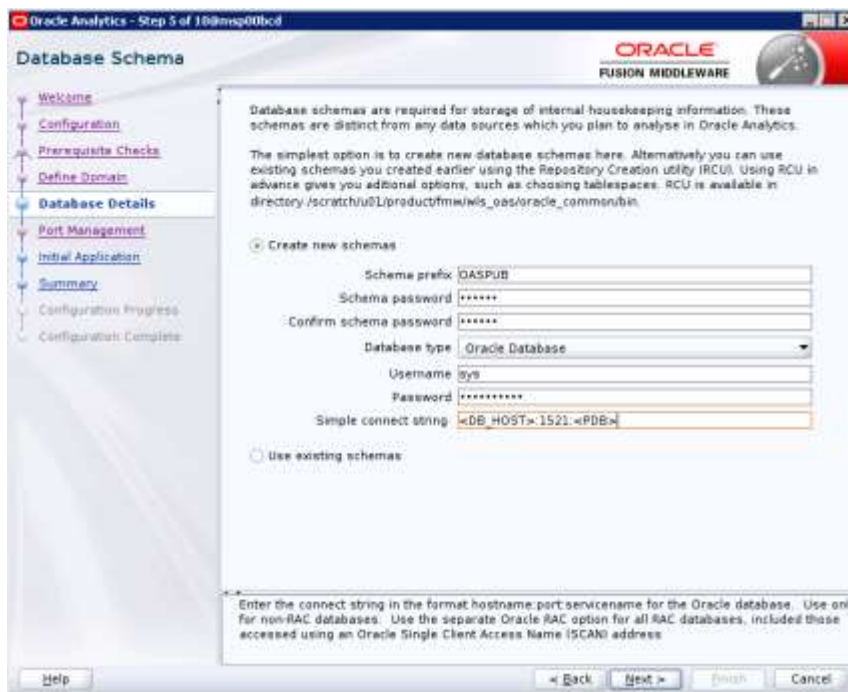 Oracle Analytics - Step 5 of 10@msp00bcd
Database Schema
ORACLE
FUSION MIDDLEWARE
Welcome
Configuration
Prerequisite Checks
Define Domain
Database Details
Port Management
Initial Application
Summary
Configuration Progress
Configuration Complete
Database schemas are required for storage of internal housekeeping information. These
schemas are distinct from any data sources which you plan to analyse in Oracle Analytics.
The simplest option is to create new database schemas here. Alternatively you can use
existing schemas you created earlier using the Repository Creation utility (RCU). Using RCU in
advance gives you aditional options, such as choosing tablespaces. RCU is available in
directory /scratch/u01/product/fmw/wls_oas/oracle_common/bin.
Create new schemas
Schema prefix OASPUB
Schema password ••••••
Confirm schema password ••••••
Database type Oracle Database
Username sys
Password ••••••••••
Simple connect string <DB_HOST>:1521:<PDB>
Use existing schemas
Enter the connect string in the format hostname:port:servicename for the Oracle database. Use onl
for non-RAC databases. Use the separate Oracle RAC option for all RAC databases, included those
accessed using an Oracle Single Client Access Name (SCAN) address
Help
< Back Next > Finish Cancel